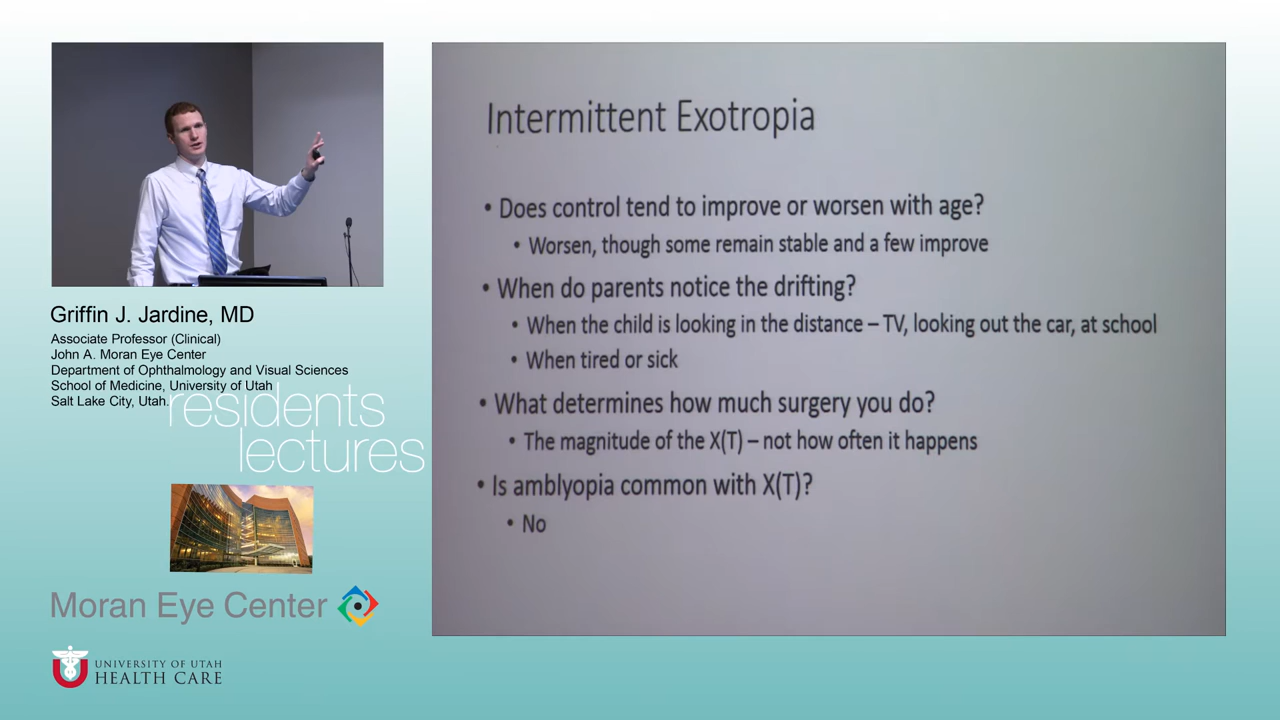 Griffin J. Jardine, MD
Associate Professor (Clinical)
John A. Moran Eye Center
Department of Ophthalmology and Visual Sciences
School of Medicine, University of Utah
Salt Lake City, Utah.
residents
lectures
Moran Eye Center
UNIVERSITY OF UTAH
HEALTH CARE
Intermittent Exotropia
• Does control tend to improve or worsen with age?
• Worsen, though some remain stable and a few improve
• When do parents notice the drifting?
• When the child is looking in the distance – TV, looking out the car, at school
• When tired or sick
• What determines how much surgery you do?
• The magnitude of the X(T) – not how often it happens
• Is amblyopia common with X(T)?
• No